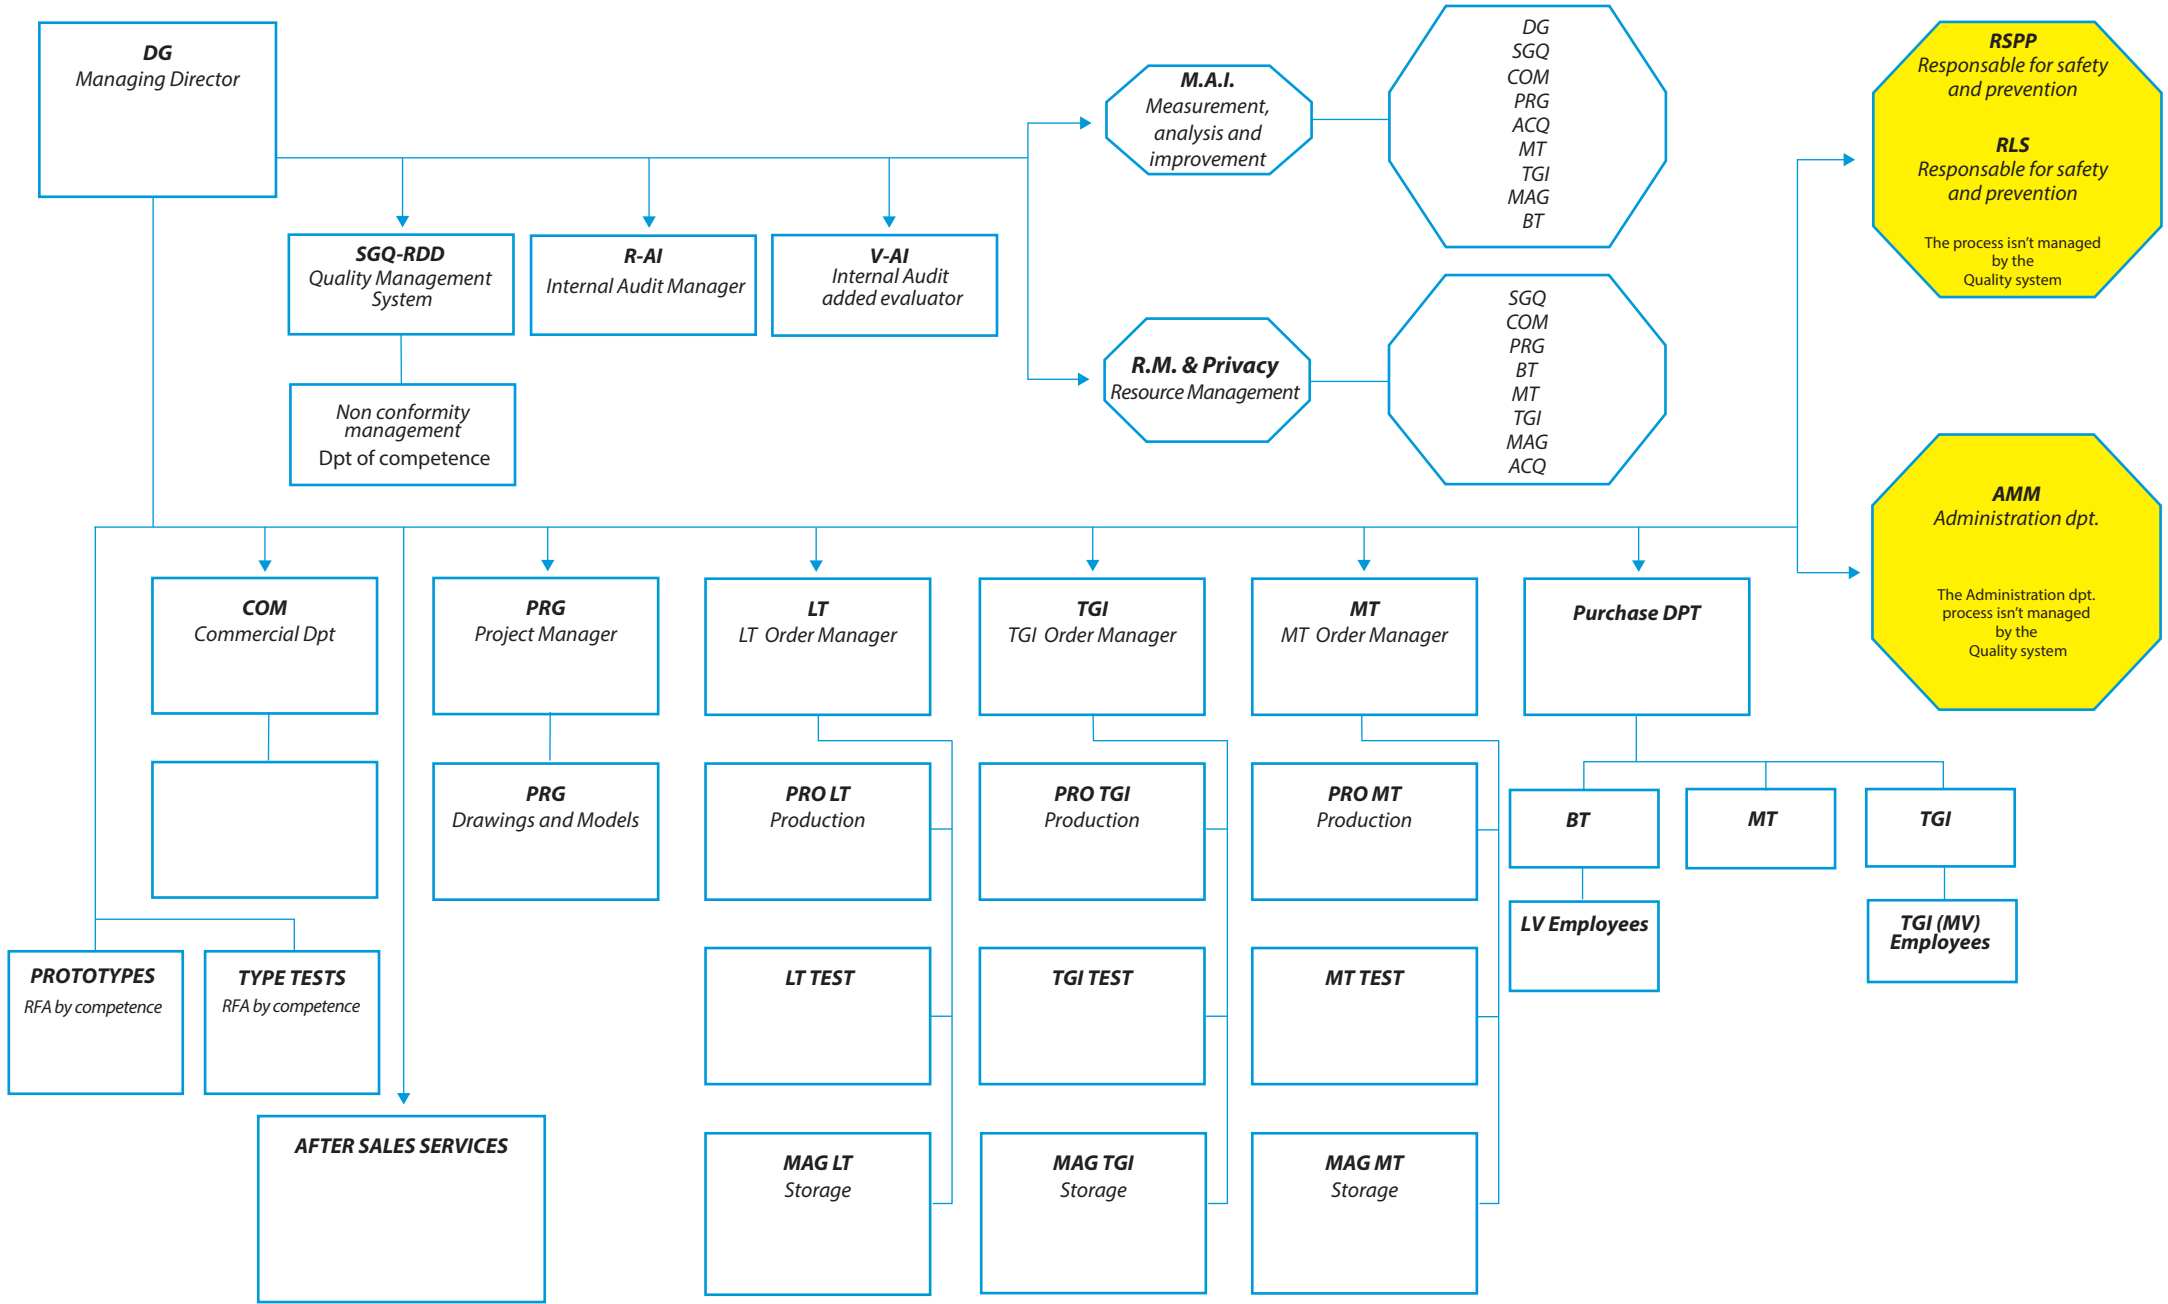 DG
Managing Director
SGQ-RDD
Quality Management
System
Non conformity
management
Dpt of competence
R-AI
Internal Audit Manager
V-AI
Internal Audit
added evaluator
M.A.I.
Measurement,
analysis and
improvement
DG
SGQ
COM
PRG
ACQ
MT
TGI
MAG
BT
R.M. & Privacy
Resource Management
SGQ
COM
PRG
BT
MT
TGI
MAG
ACQ
RSPP
Responsable for safety
and prevention
RLS
Responsable for safety
and prevention
The process isn't managed
by the
Quality system
AMM
Administration dpt.
The Administration dpt.
process isn't managed
by the
Quality system
COM
Commercial Dpt
PRG
Project Manager
LT
LT Order Manager
TGI
TGI Order Manager
MT
MT Order Manager
Purchase DPT
PRG
Drawings and Models
PRO LT
Production
PRO TGI
Production
PRO MT
Production
BT
MT
TGI
LV Employees
TGI (MV)
Employees
PROTOTYPES
RFA by competence
TYPE TESTS
RFA by competence
LT TEST
TGI TEST
MT TEST
AFTER SALES SERVICES
MAG LT
Storage
MAG TGI
Storage
MAG MT
Storage